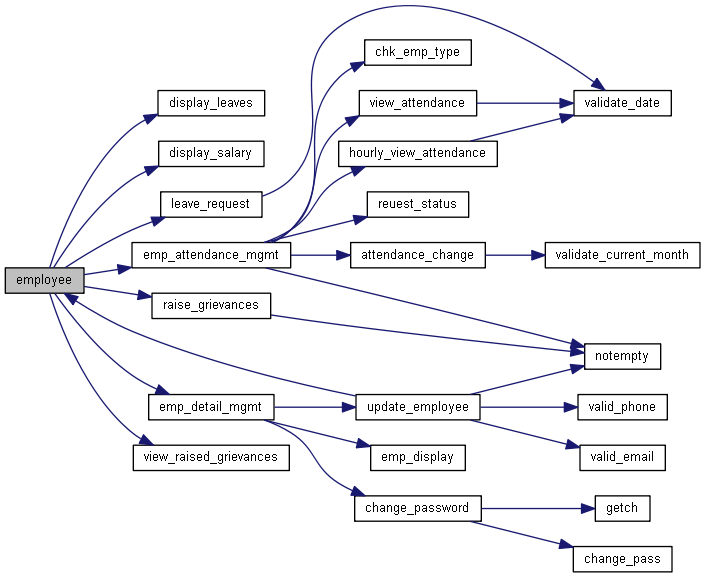 chk_emp_type
display_leaves
view_attendance
validate_date
display_salary
hourly_view_attendance
leave_request
reuest_status
emp_attendance_mgmt
attendance_change
validate_current_month
employee
raise_grievances
notempty
emp_detail_mgmt
update_employee
valid_phone
view_raised_grievances
emp_display
valid_email
change_password
getch
change_pass